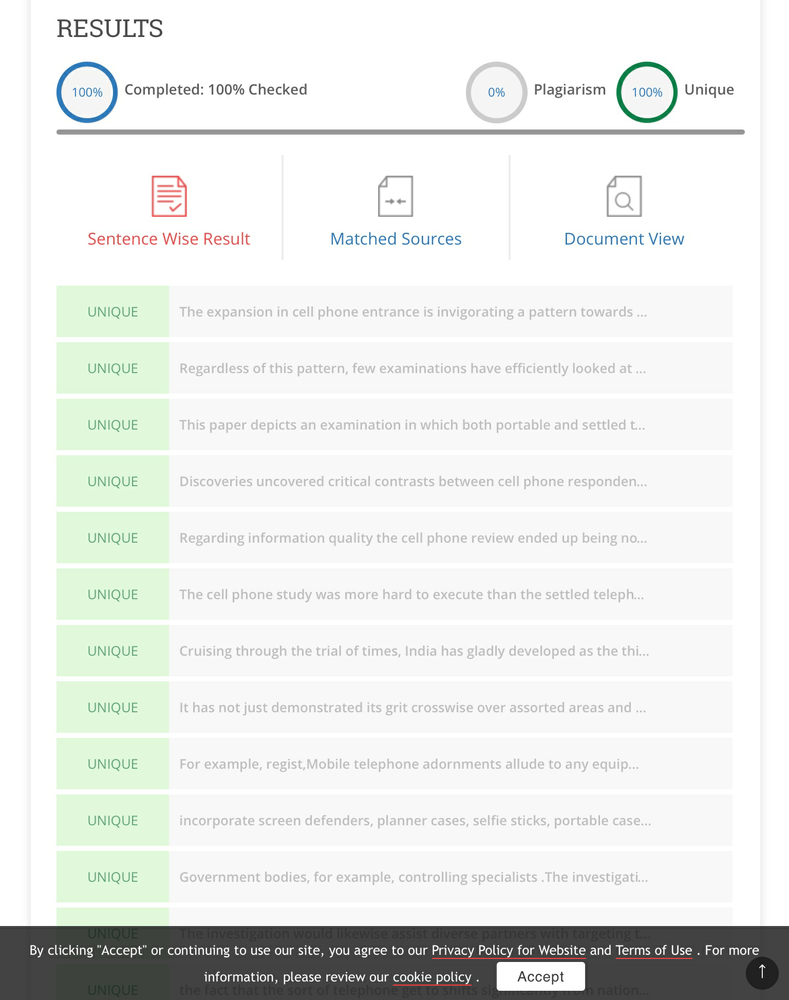 RESULTS
100% Completed: 100% Checked 0% Plagiarism 100% Unique
Sentence Wise Result Matched Sources Document View
UNIQUE The expansion in cell phone entrance is invigorating a pattern towards ...
UNIQUE Regardless of this pattern, few examinations have efficiently looked at ...
UNIQUE This paper depicts an examination in which both portable and settled t...
UNIQUE Discoveries uncovered critical contrasts between cell phone responden...
UNIQUE Regarding information quality the cell phone review ended up being no...
UNIQUE The cell phone study was more hard to execute than the settled teleph...
UNIQUE Cruising through the trial of times, India has gladly developed as the thi...
UNIQUE It has not just demonstrated its grit crosswise over assorted areas and ...
UNIQUE For example, regist,Mobile telephone adornments allude to any equip...
UNIQUE incorporate screen defenders, planner cases, selfie sticks, portable case...
UNIQUE Government bodies, for example, controlling specialists .The investigati...
UNIQUE The investigation would likewise assist diverse partners with targeting t...
By clicking "Accept" or continuing to use our site, you agree to our Privacy Policy for Website and Terms of Use . For more
information, please review our cookie policy . Accept
UNIQUE the fact that the sort of telephone get to shifts significantly from nation...